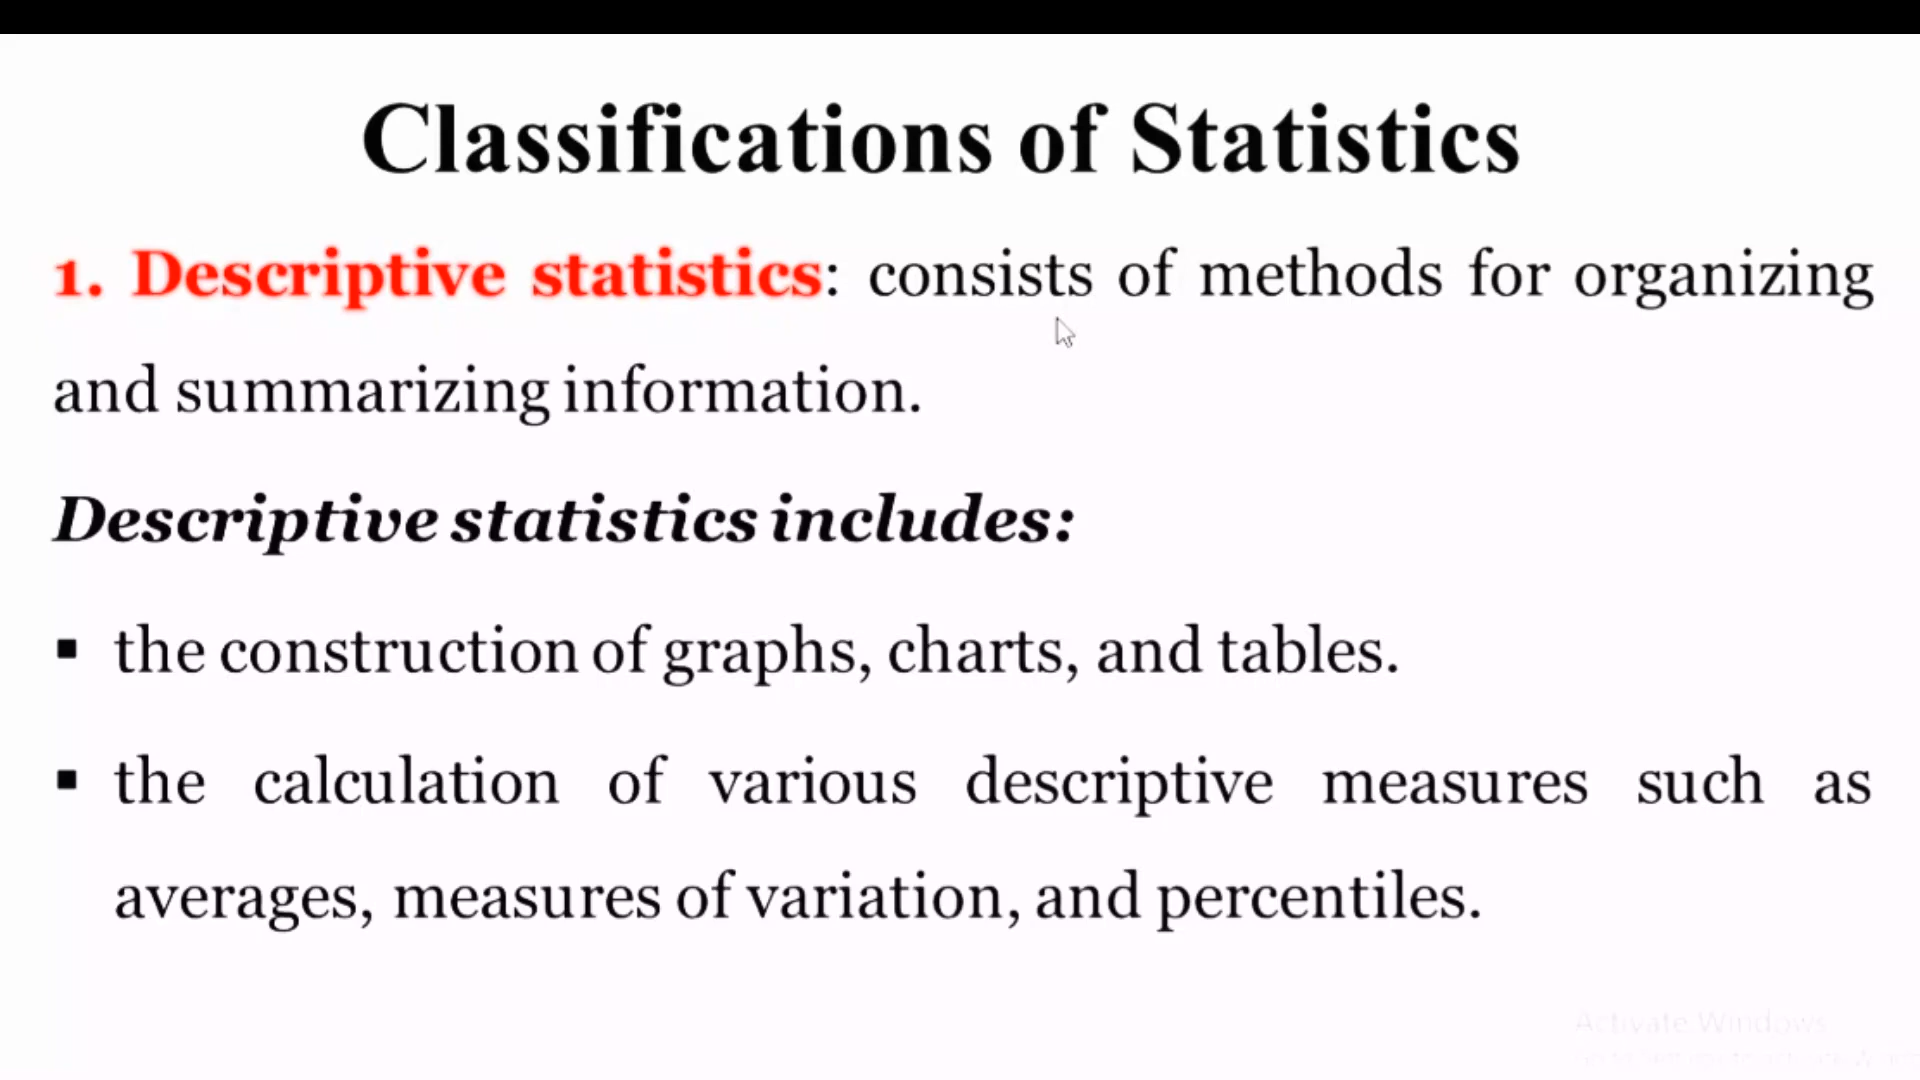 Classifications of Statistics
1. Descriptive statistics: consists of methods for organizing
and summarizing information.
Descriptive statistics includes:
▪ the construction of graphs, charts, and tables.
▪ the calculation of various descriptive measures such as
averages, measures of variation, and percentiles.
Activate Windows